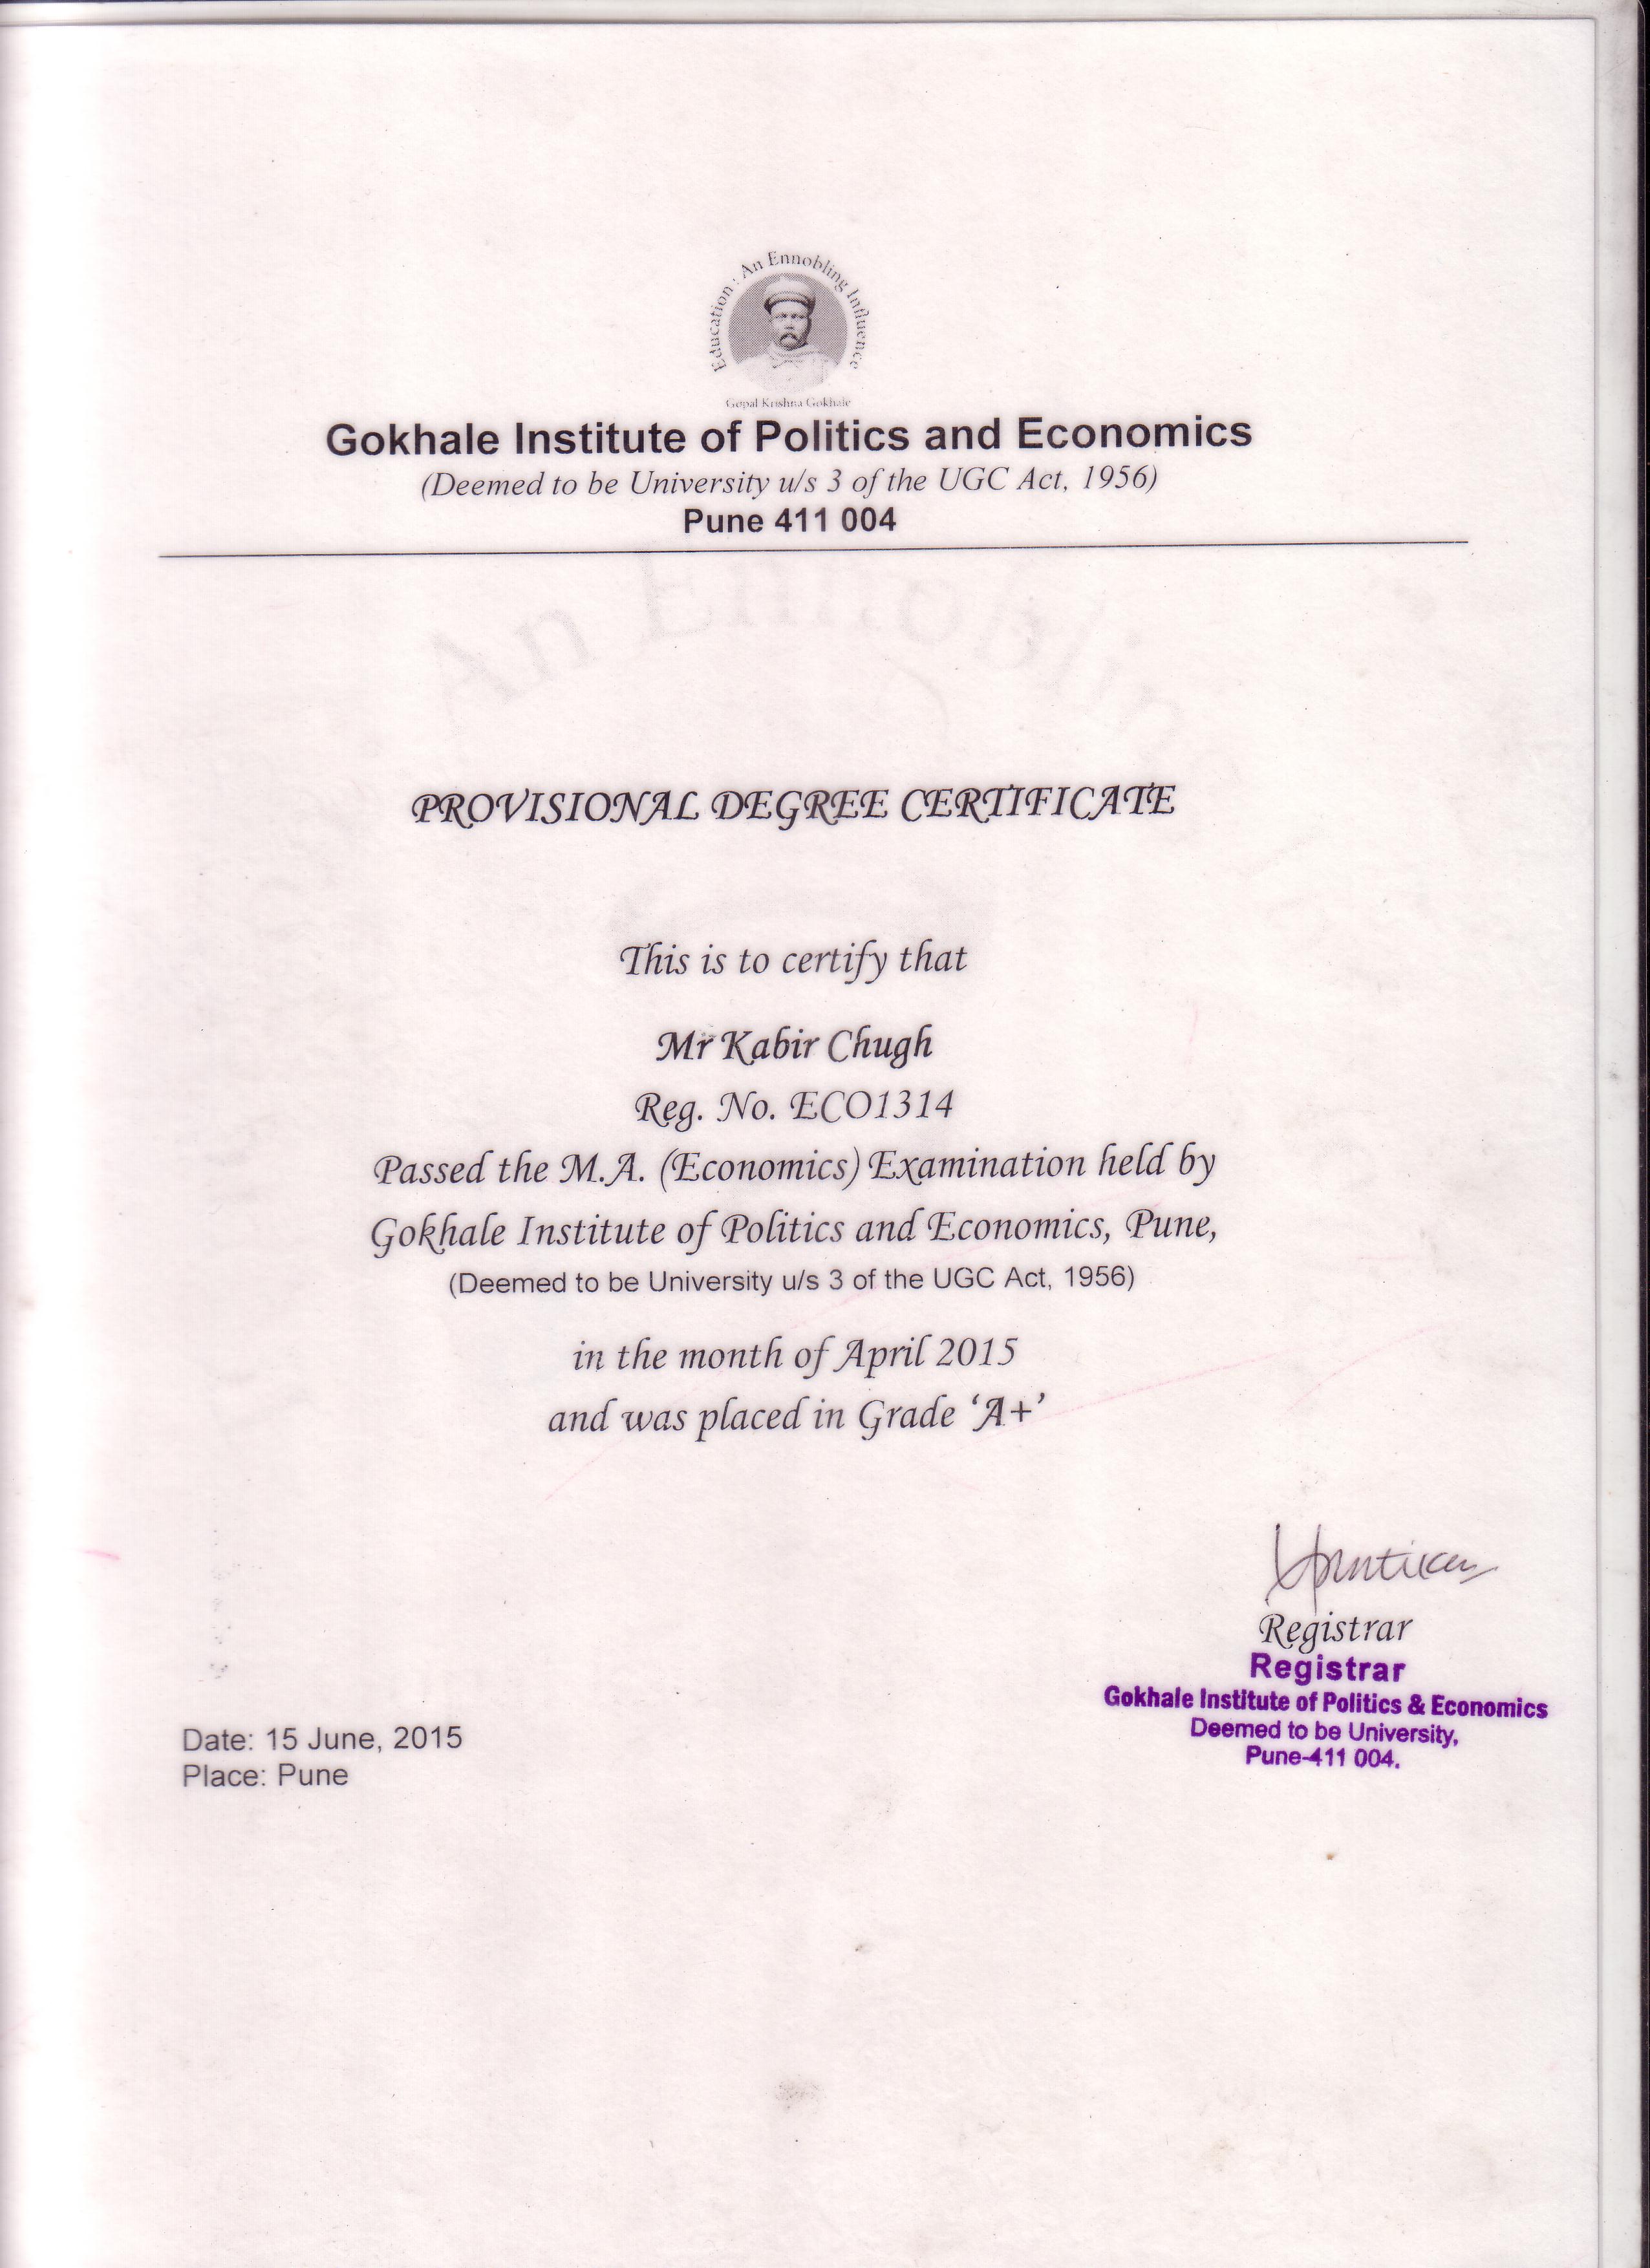 Education : An Ennobling Influence
Gopal Krishna Gokhale
Gokhale Institute of Politics and Economics
(Deemed to be University u/s 3 of the UGC Act, 1956)
Pune 411 004
An Ennobling
PROVISIONAL DEGREE CERTIFICATE
This is to certify that
Mr Kabir Chugh
Reg. No. ECO1314
Passed the M.A. (Economics) Examination held by
Gokhale Institute of Politics and Economics, Pune,
(Deemed to be University u/s 3 of the UGC Act, 1956)
in the month of April 2015
and was placed in Grade ‘A+’
Registrar
Registrar
Gokhale Institute of Politics & Economics
Deemed to be University,
Pune-411 004.
Date: 15 June, 2015
Place: Pune